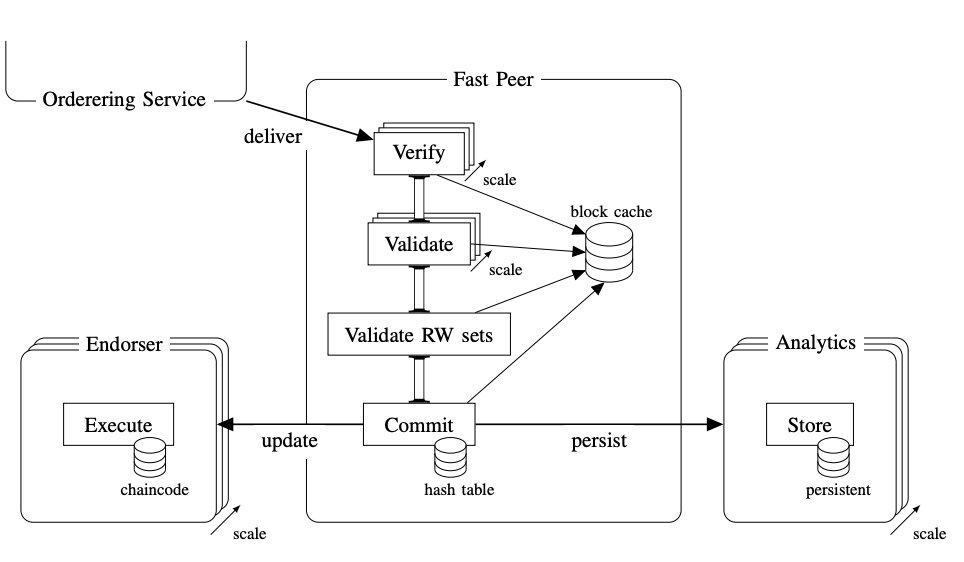 Fast Peer
Orderering Service
deliver
Verify
scale
block cache
Validate
scale
Validate RW sets
Endorser
Analytics
Execute
Commit
Store
update
persist
chaincode
hash table
persistent
scale
scale